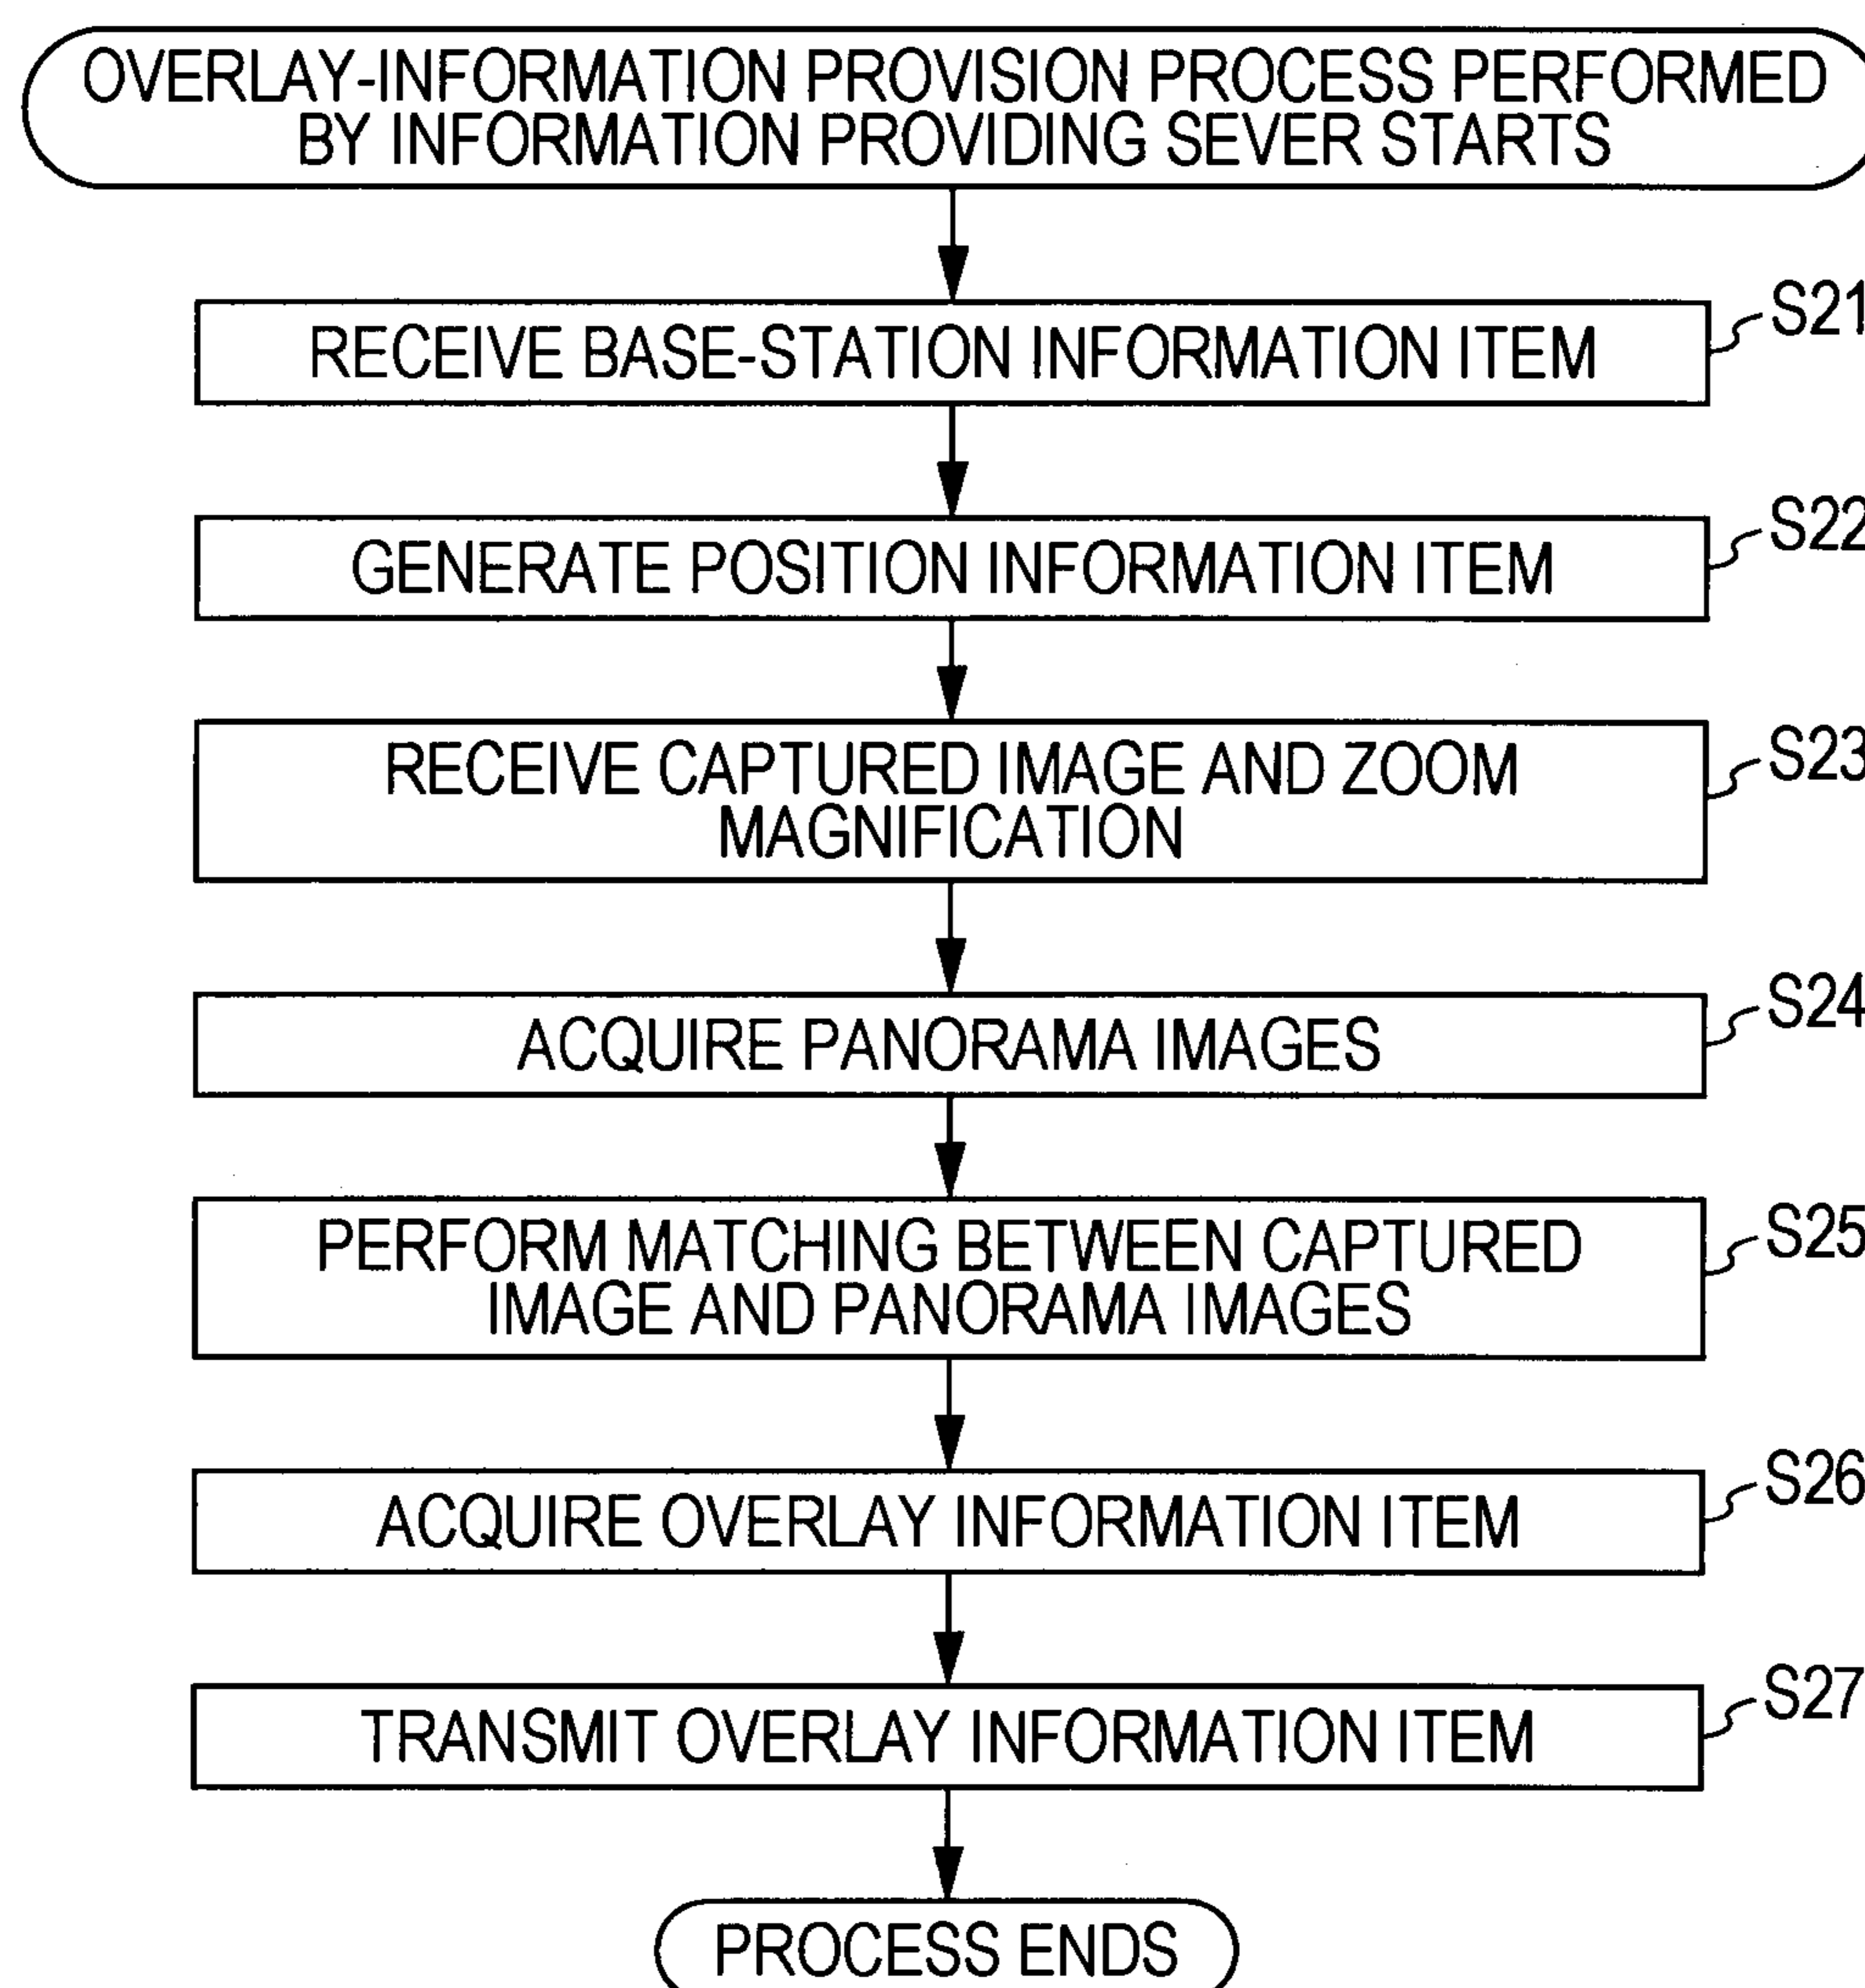 OVERLAY-INFORMATION PROVISION PROCESS PERFORMED
BY INFORMATION PROVIDING SEVER STARTS
RECEIVE BASE-STATION INFORMATION ITEM
S21
GENERATE POSITION INFORMATION ITEM
S22
RECEIVE CAPTURED IMAGE AND ZOOM
MAGNIFICATION
S23
ACQUIRE PANORAMA IMAGES
S24
PERFORM MATCHING BETWEEN CAPTURED
IMAGE AND PANORAMA IMAGES
S25
ACQUIRE OVERLAY INFORMATION ITEM
S26
TRANSMIT OVERLAY INFORMATION ITEM
S27
PROCESS ENDS